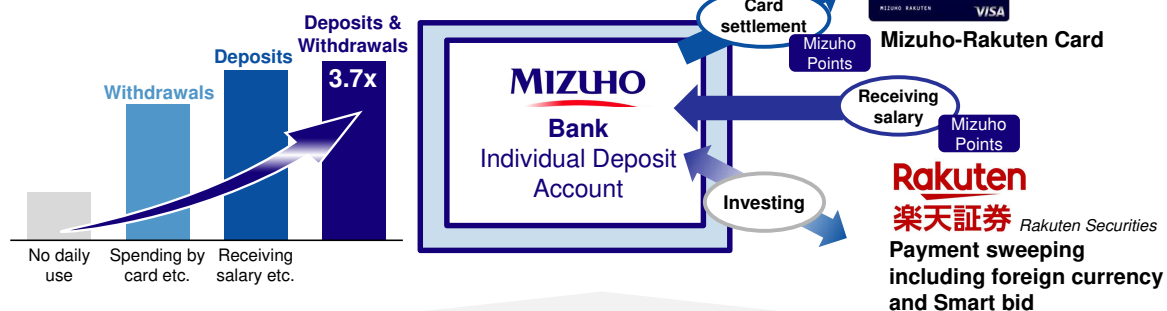 Deposits &
Withdrawals
Deposits
Withdrawals
3.7x
No daily
use
Spending by
card etc.
Receiving
salary etc.
MIZUHO
Bank
Individual Deposit
Account
Card
settlement
Mizuho
Points
MIZUHO RAKUTEN
VISA
Mizuho-Rakuten Card
Receiving
salary
Mizuho
Points
Investing
Rakuten
楽天証券 Rakuten Securities
Payment sweeping
including foreign currency
and Smart bid